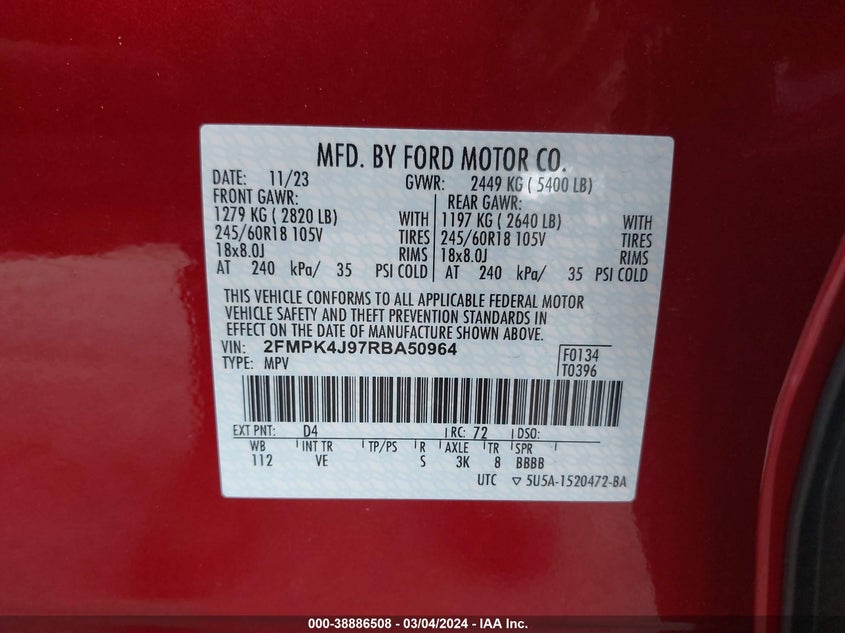 MFD. BY FORD MOTOR CO.
DATE: 11/23 GVWR: 2449 KG ( 5400 LB)
FRONT GAWR: REAR GAWR:
1279 KG ( 2820 LB) WITH 1197 KG ( 2640 LB) WITH
245/60R18 105V TIRES 245/60R18 105V TIRES
18x8.0J RIMS 18x8.0J RIMS
AT 240 kPa/ 35 PSI COLD AT 240 kPa/ 35 PSI COLD
THIS VEHICLE CONFORMS TO ALL APPLICABLE FEDERAL MOTOR
VEHICLE SAFETY AND THEFT PREVENTION STANDARDS IN
EFFECT ON THE DATE OF MANUFACTURE SHOWN ABOVE.
VIN: 2FMPK4J97RBA50964 F0134
TYPE: MPV T0396
EXT PNT: D4 RC: 72 DSO:
WB INT TR TP/PS R AXLE TR SPR
112 VE S 3K 8 BBBB
UTC ▽ 5U5A-1520472-BA
000-38886508 - 03/04/2024 - IAA Inc.